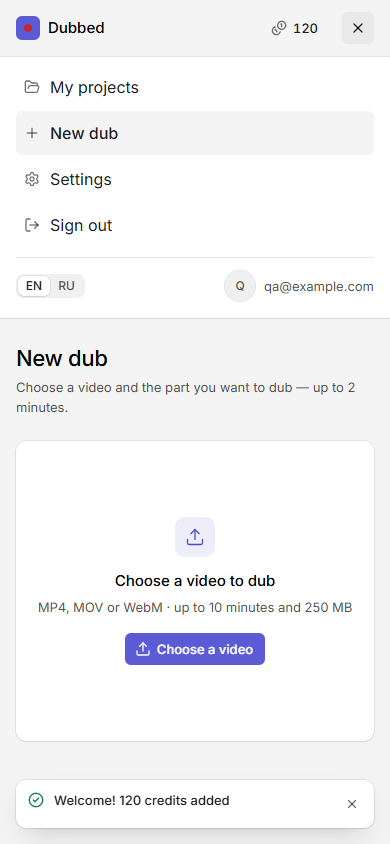 Dubbed
120
My projects
New dub
Settings
Sign out
EN RU
Q qa@example.com
New dub
Choose a video and the part you want to dub — up to 2
minutes.
Choose a video to dub
MP4, MOV or WebM · up to 10 minutes and 250 MB
Choose a video
Welcome! 120 credits added